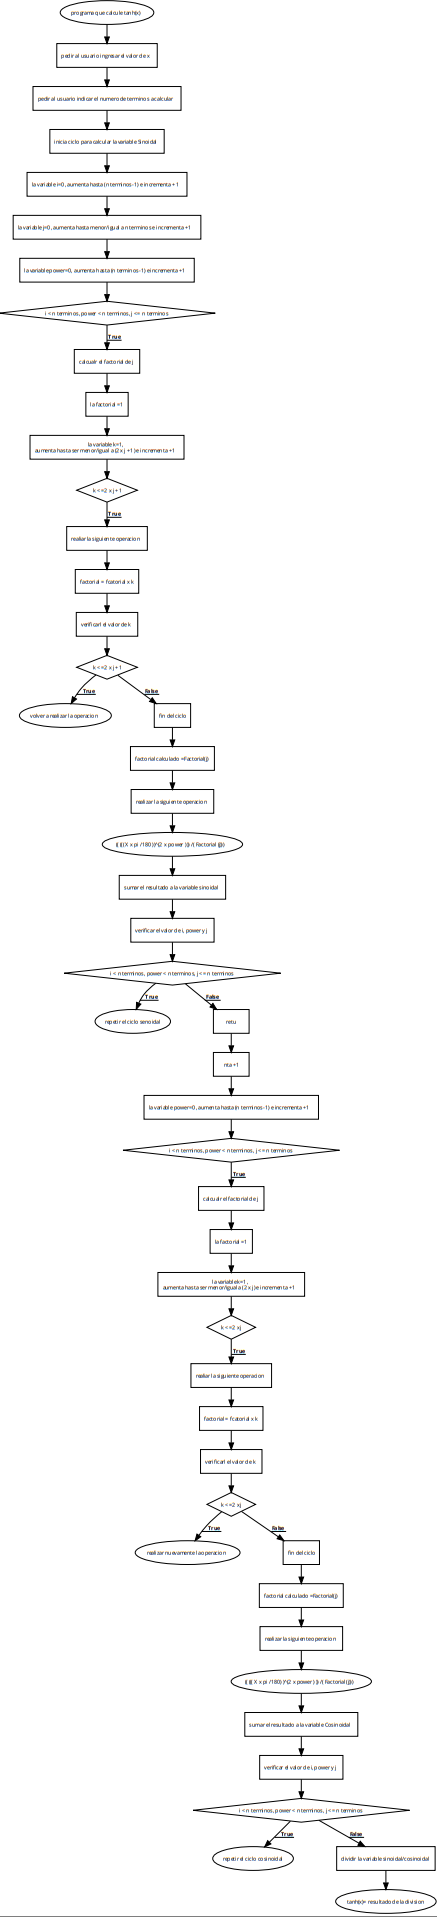 programa que calcule tanh(x)
pedir al usuario ingresar el valor de x
pedir al usuario indicar el numero de terminos a calcular
inicia ciclo para calcular la variable Sinoidal
la variable i=0, aumenta hasta (n terminos -1) e incrementa +1
la variable j=0, aumenta hasta menor/igual a n terminos e incrementa +1
la variable power=0, aumenta hasta (n terminos -1) e incrementa +1
i < n terminos, power < n terminos, j <= n terminos
True
calcualr el factorial de j
la factorial =1
la variable k=1,
aumenta hasta ser menor/igual a (2 x j +1) e incrementa +1
k <=2 x j +1
True
realiar la siguiente operacion
factorial = fcatorial x k
verificarl el valor de k
k <=2 x j +1
True
False
volver a realizar la operacion
fin del ciclo
factorial calculado =Factorial(j)
realizar la siguiente operacion
(((((X x pi /180))^(2 x power))) /( Factorial (j)))
sumar el resultado a la variable sinoidal
verificar el valor de i, power y j
i < n terminos, power < n terminos, j <= n terminos
True
False
repetir el ciclo senoidal
retu
nta +1
la variable power=0, aumenta hasta (n terminos -1) e incrementa +1
i < n terminos, power < n terminos, j <= n terminos
True
calcualr el factorial de j
la factorial =1
la variable k=1,
aumenta hasta ser menor/igual a (2 x j) e incrementa +1
k <=2 xj
True
realiar la siguiente operacion
factorial = fcatorial x k
verificarl el valor de k
k <=2 xj
True
False
realizar nuevamente la operacion
fin del ciclo
factorial calculado =Factorial(j)
realizar la siguiente operacion
(((( X x pi /180))^(2 x power))) /( Factorial (j)))
sumar el resultado a la variable Cosinoidal
verificar el valor de i, power y j
i < n terminos, power < n terminos, j <= n terminos
True
False
repetir el ciclo cosinoidal
dividir la variable sinoidal/cosinoidal
tanh(x)= resultado de la division